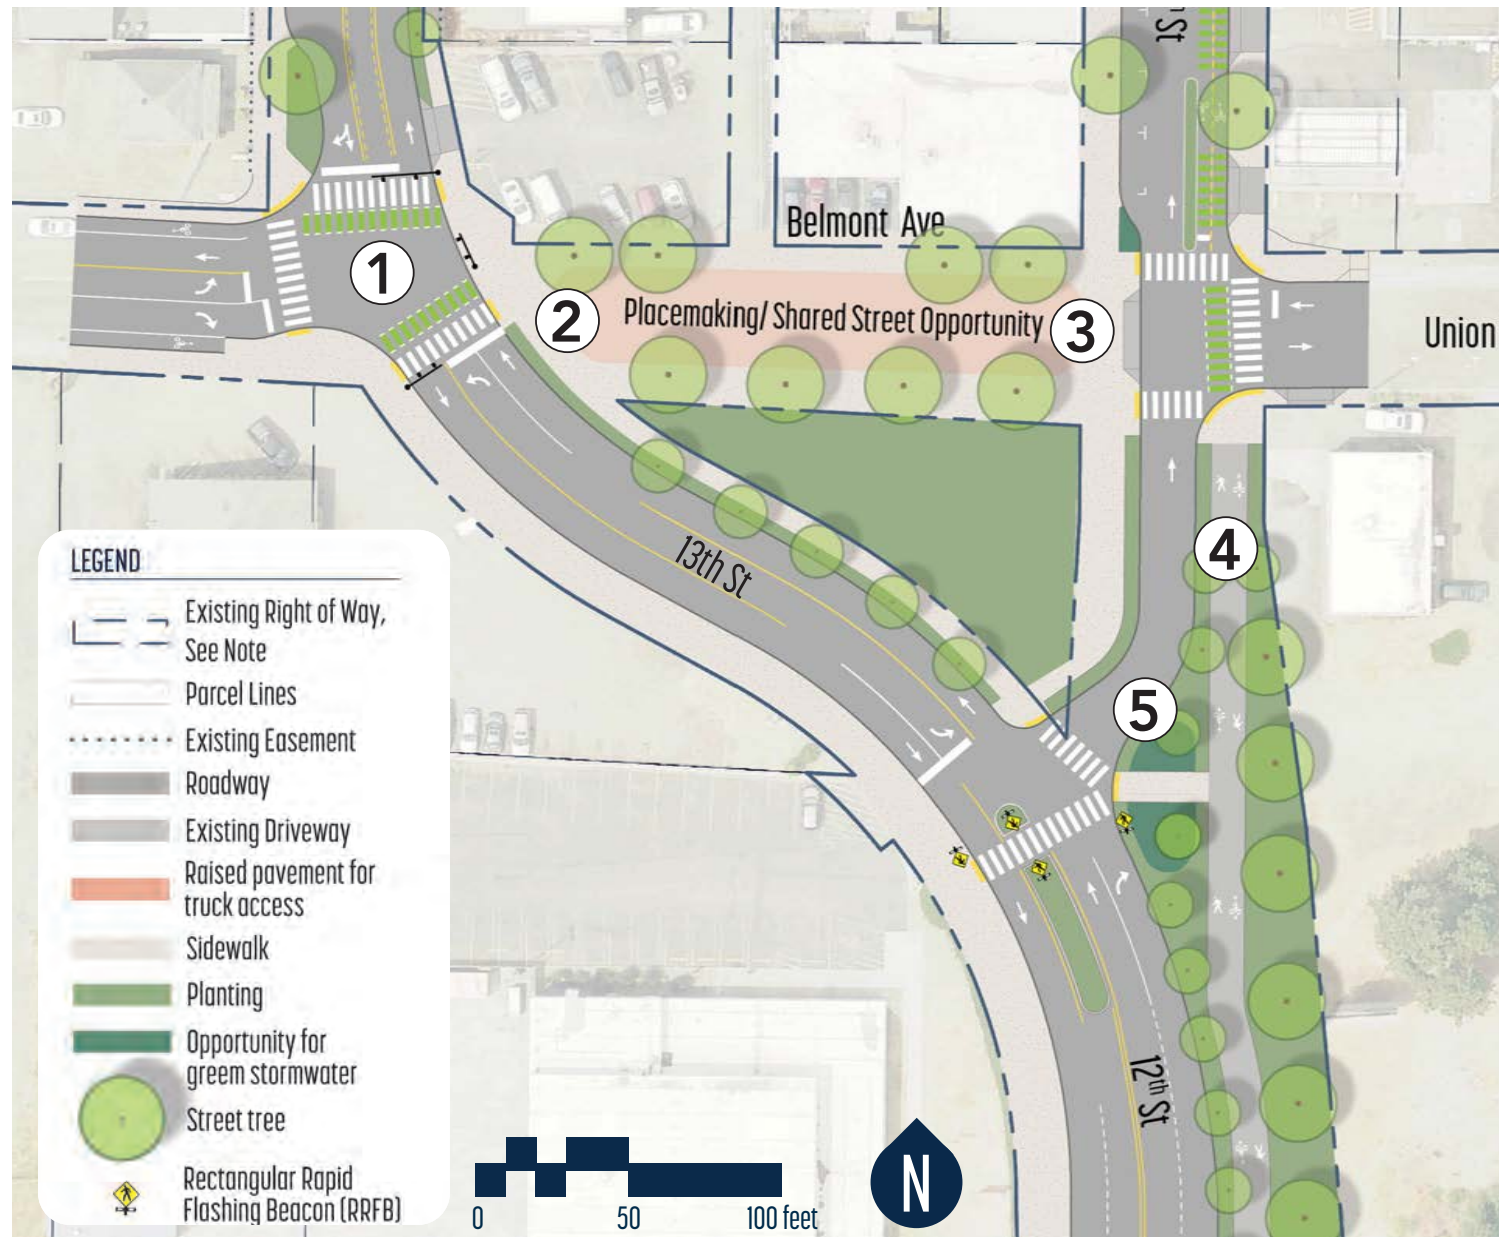 St
Belmont Ave
1
2
Placemaking/ Shared Street Opportunity
3
Union
4
13th St
5
LEGEND
Existing Right of Way,
See Note
Parcel Lines
Existing Easement
Roadway
Existing Driveway
Raised pavement for
truck access
Sidewalk
Planting
Opportunity for
greem stormwater
Street tree
Rectangular Rapid
Flashing Beacon (RRFB)
12th St
0 50 100 feet
N